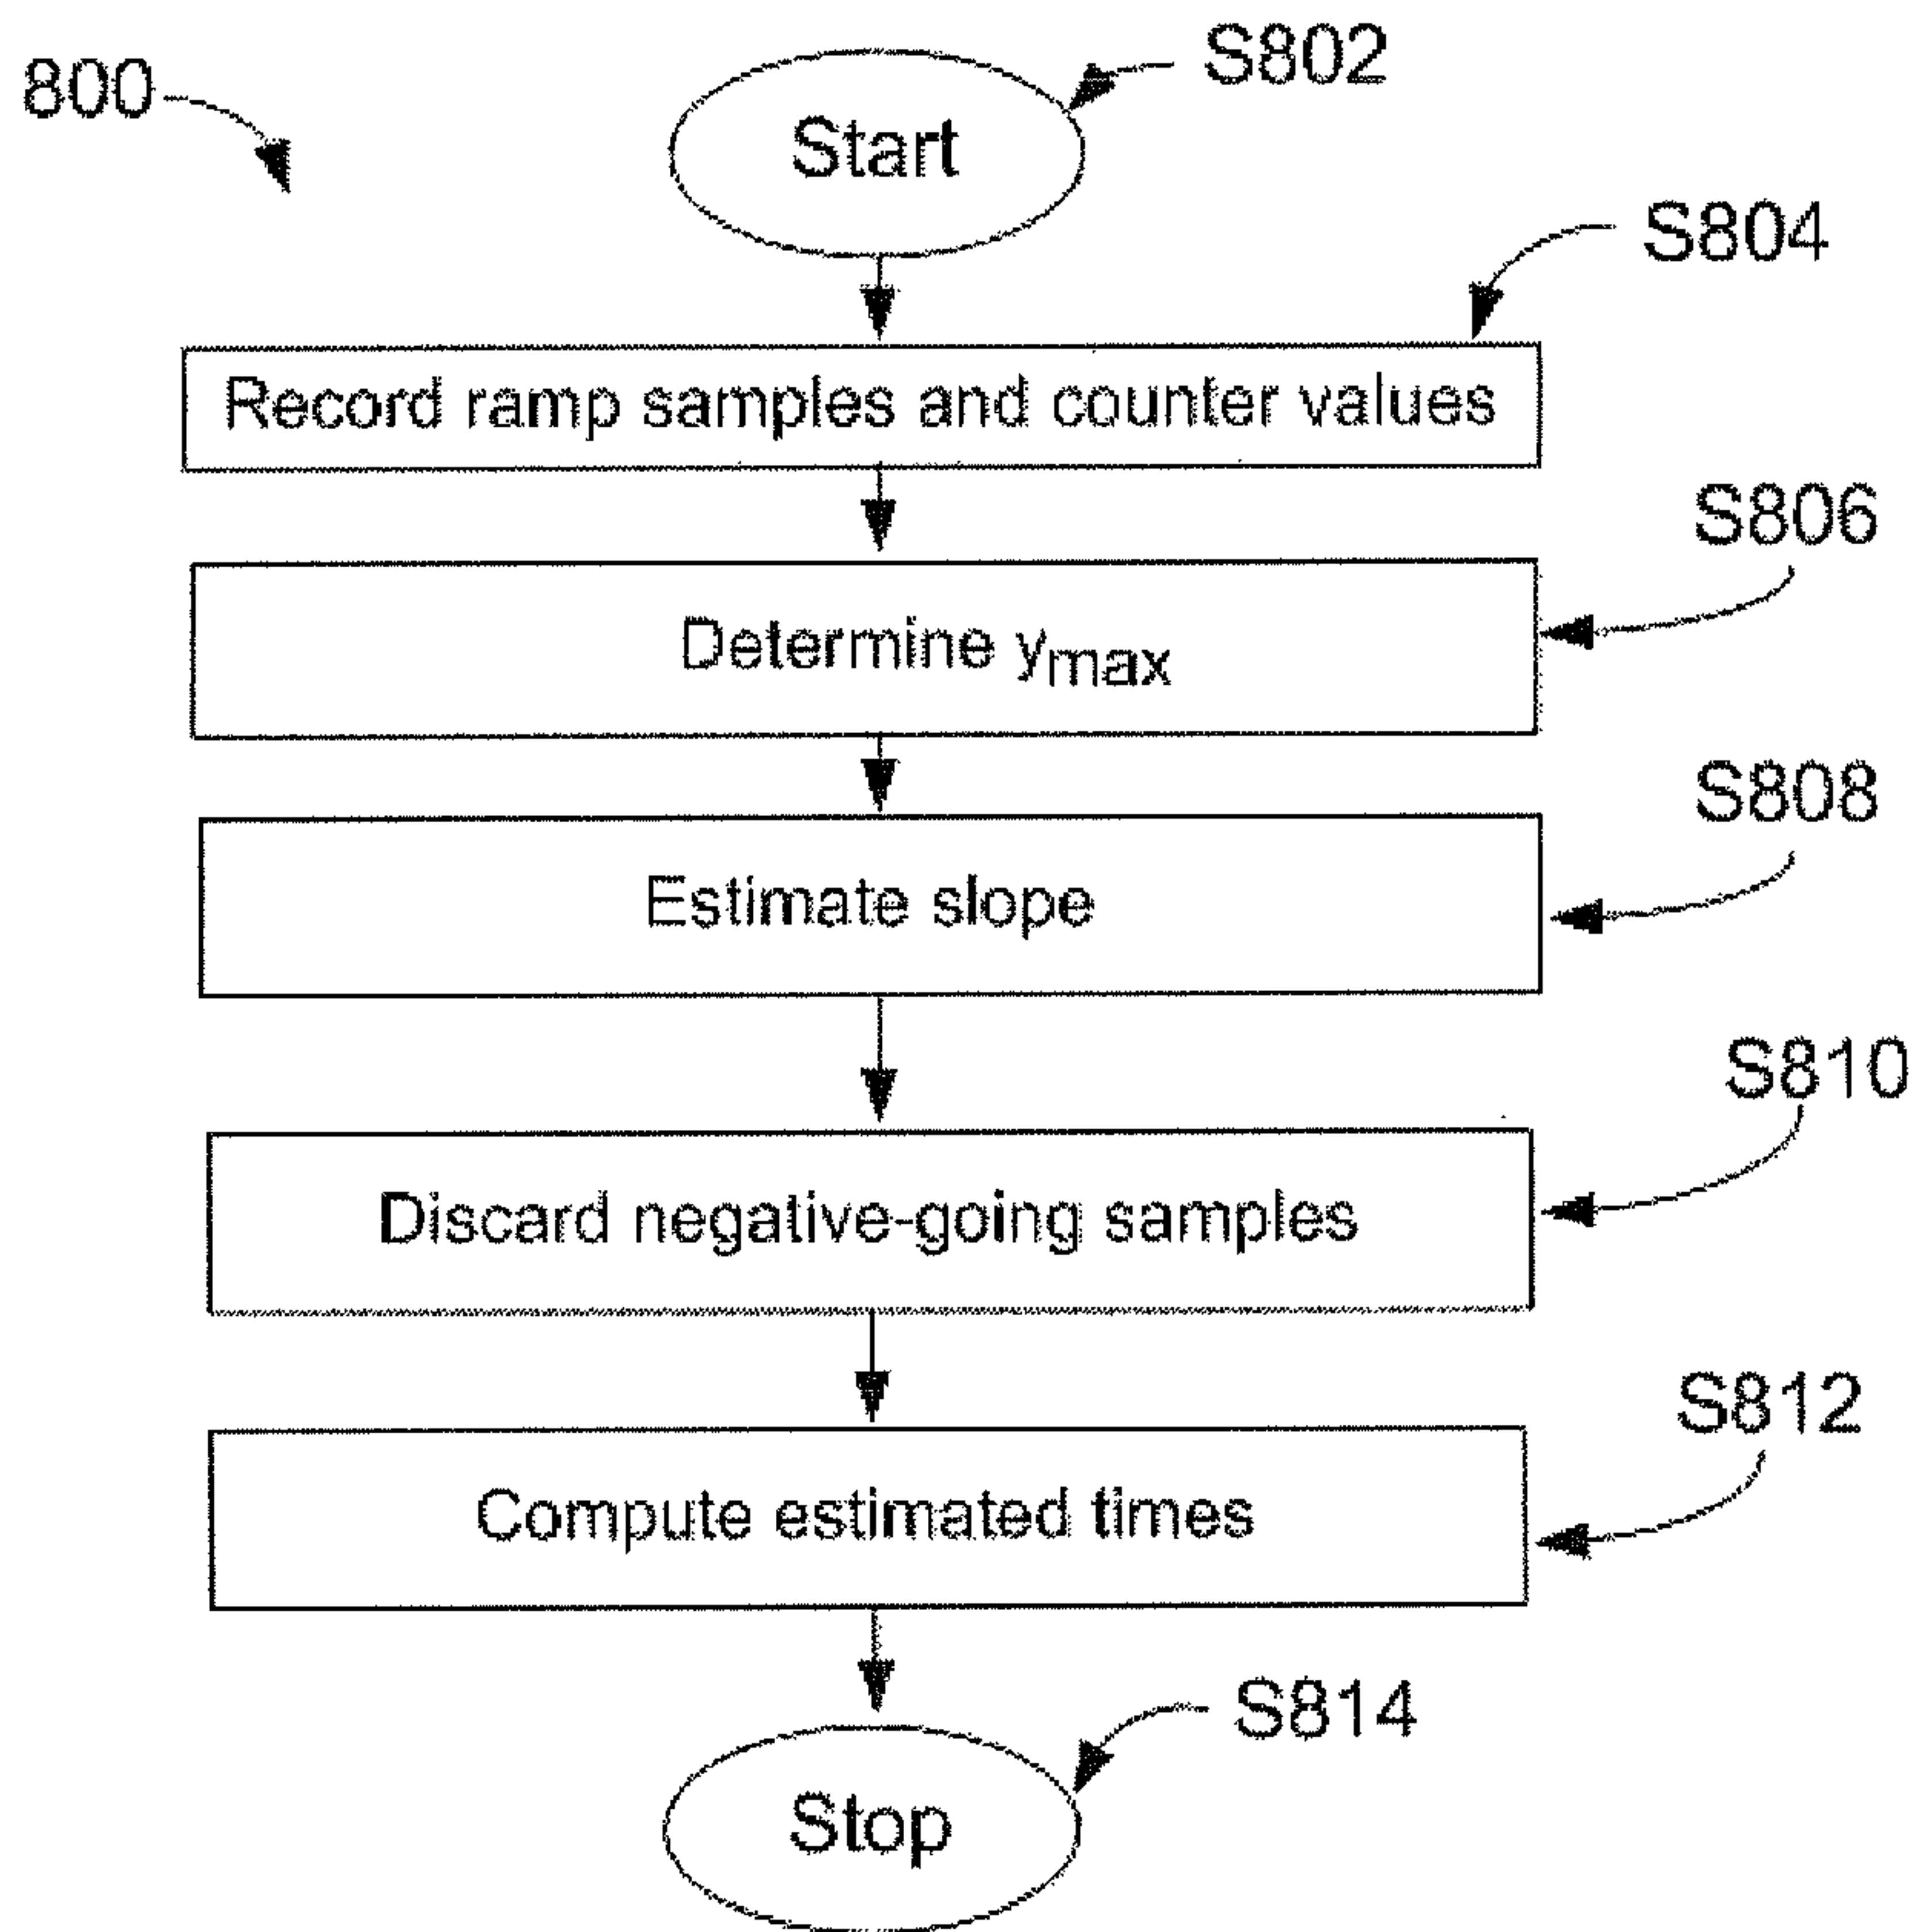 800
S802
Start
S804
Record ramp samples and counter values
S806
Determine ymax
S808
Estimate slope
S810
Discard negative-going samples
S812
Compute estimated times
S814
Stop